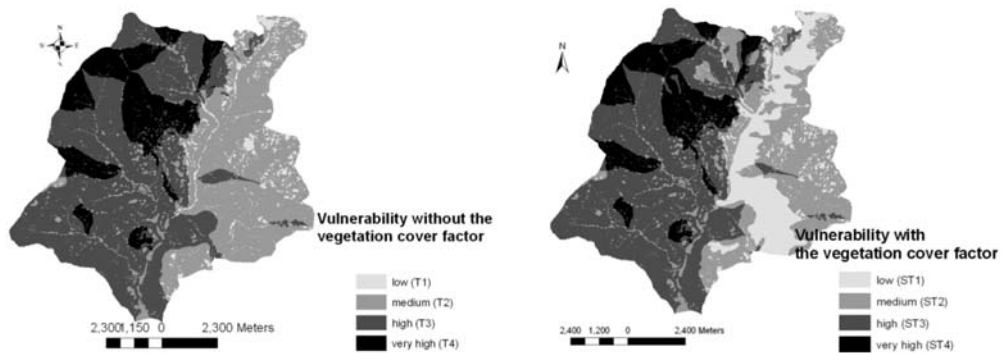 N
W
E
S
Vulnerability without the
vegetation cover factor
low (T1)
medium (T2)
high (T3)
very high (T4)
2,300 1,150 0 2,300 Meters
N
Vulnerability with
the vegetation cover factor
low (ST1)
medium (ST2)
high (ST3)
very high (ST4)
2,400 1,200 0 2,400 Meters